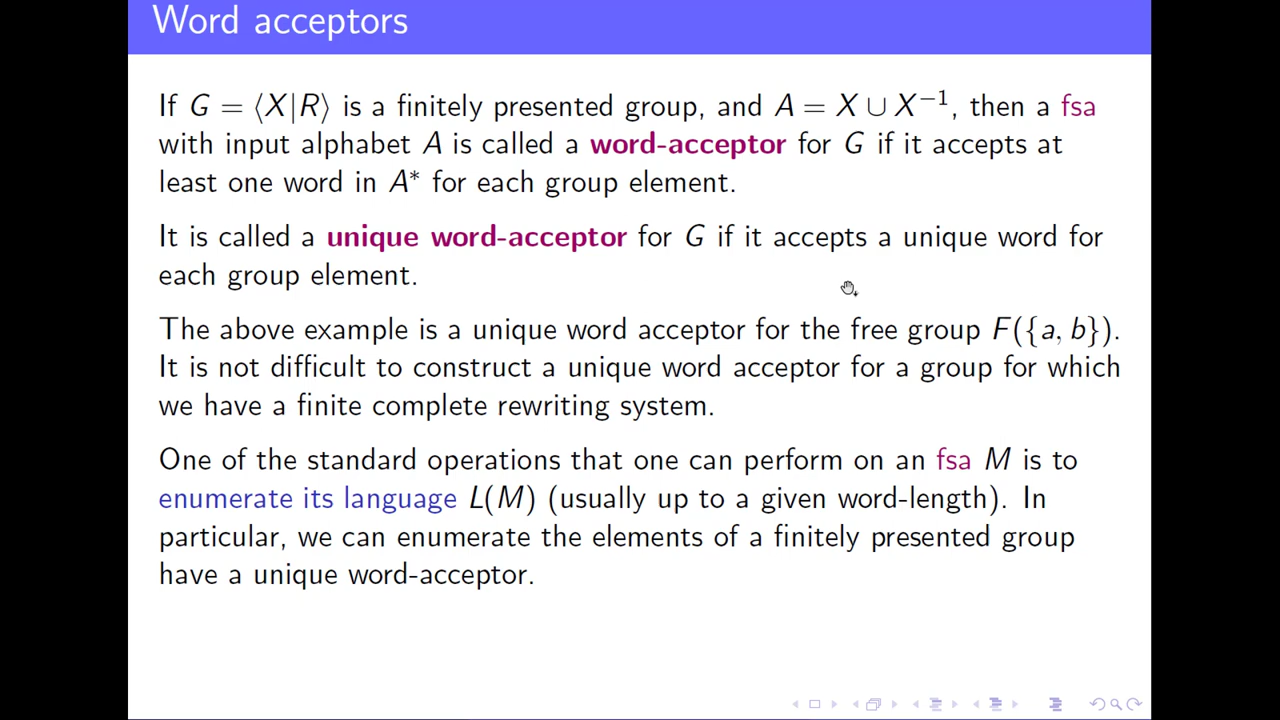 Word acceptors
If G = ⟨X|R⟩ is a finitely presented group, and A = X ∪ X⁻¹, then a fsa
with input alphabet A is called a word-acceptor for G if it accepts at
least one word in A* for each group element.
It is called a unique word-acceptor for G if it accepts a unique word for
each group element.
The above example is a unique word acceptor for the free group F({a, b}).
It is not difficult to construct a unique word acceptor for a group for which
we have a finite complete rewriting system.
One of the standard operations that one can perform on an fsa M is to
enumerate its language L(M) (usually up to a given word-length). In
particular, we can enumerate the elements of a finitely presented group
have a unique word-acceptor.